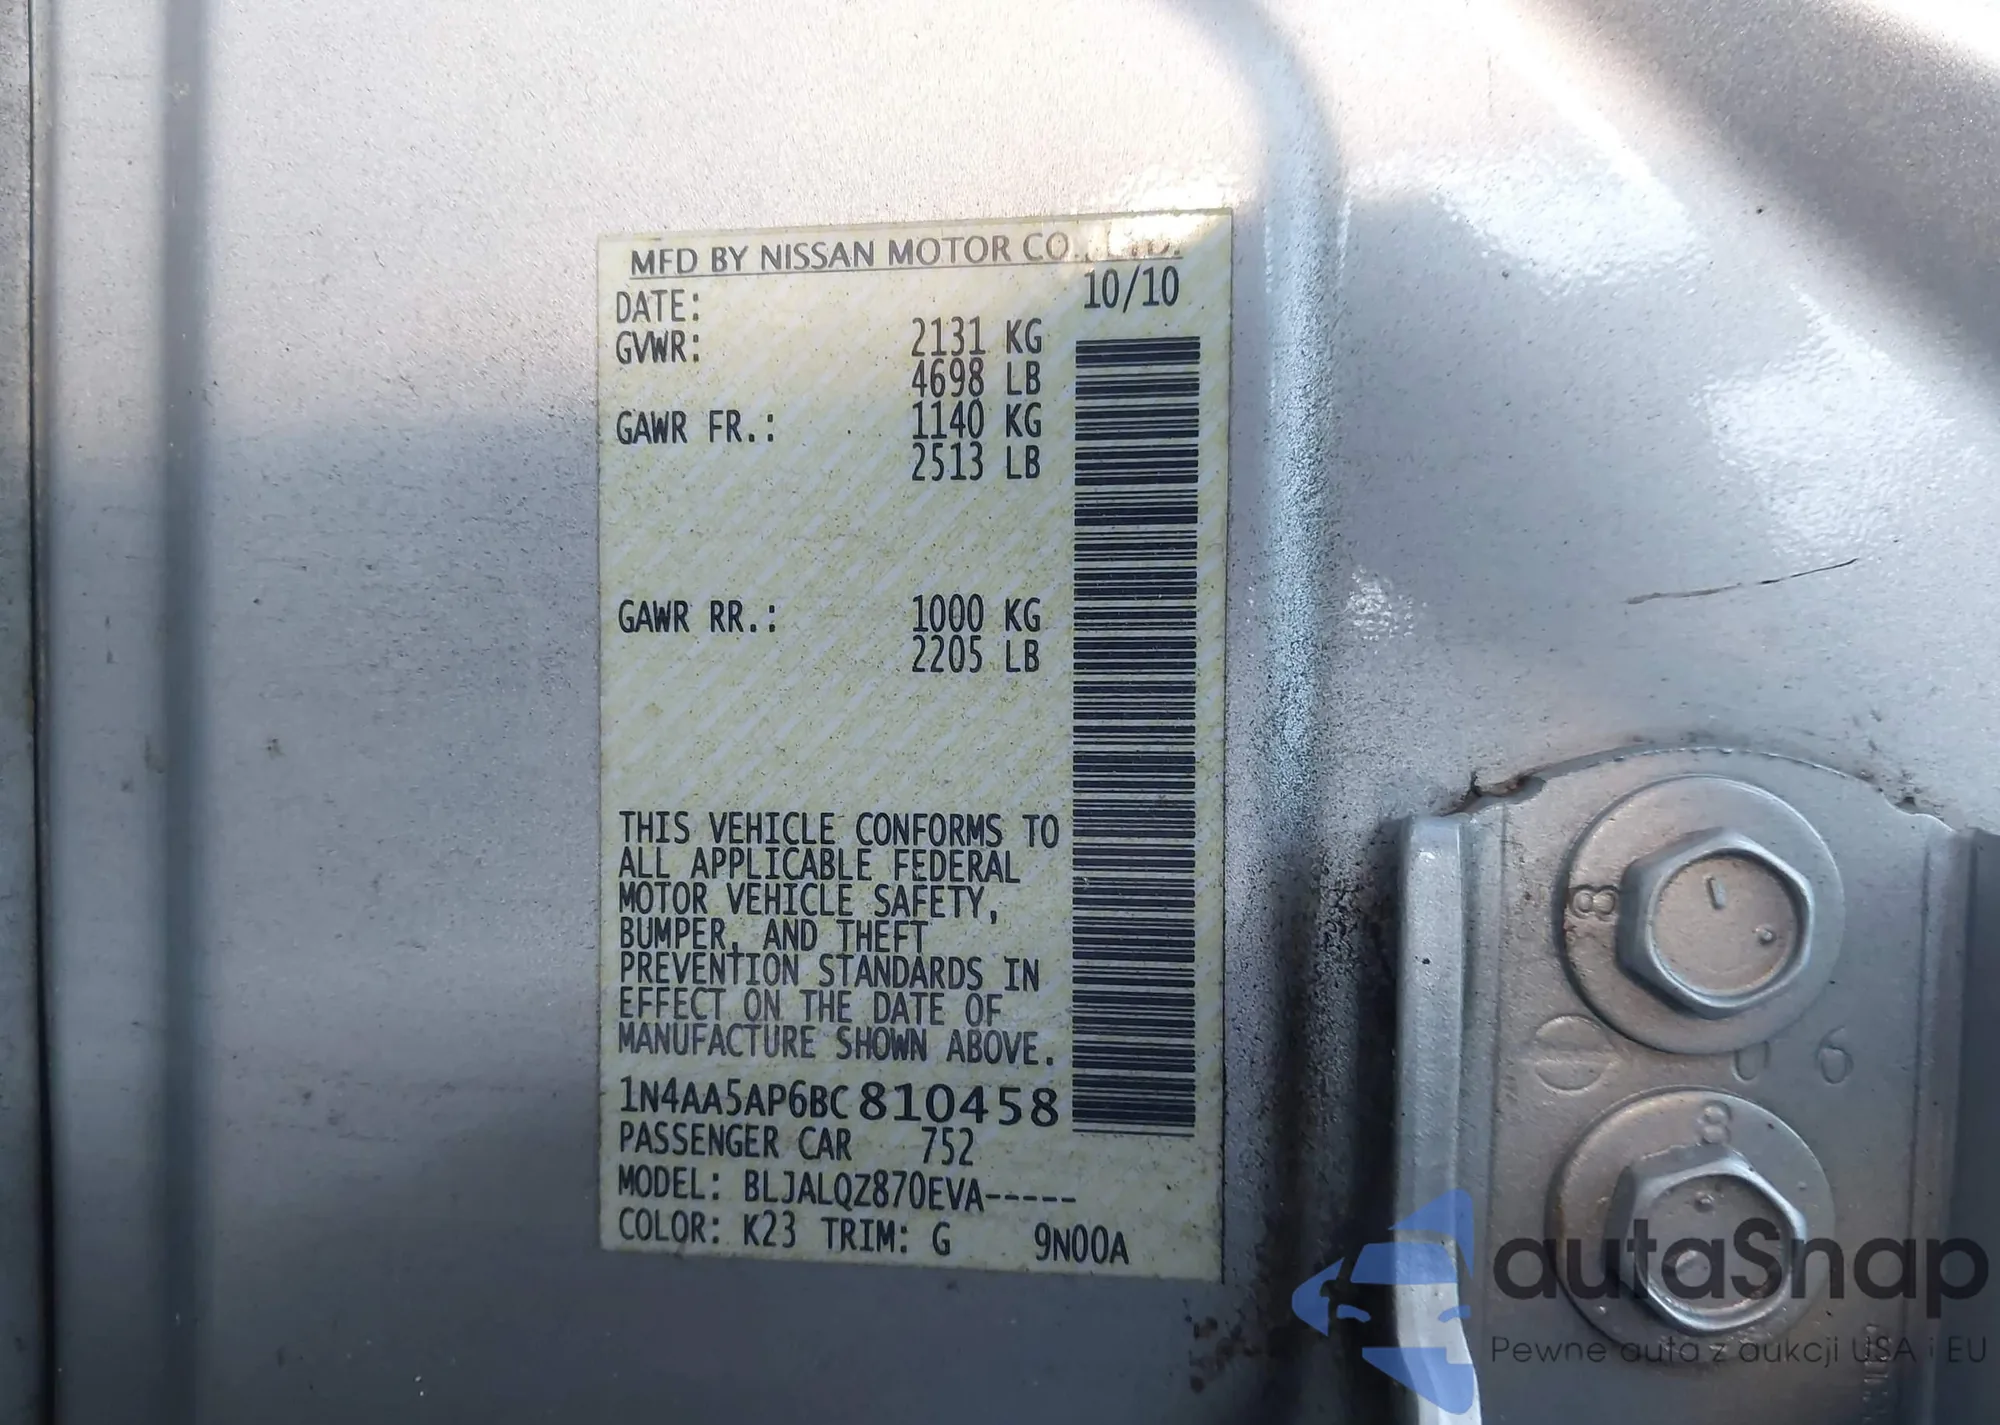 MFD BY NISSAN MOTOR CO., LTD.
DATE: 10/10
GVWR: 2131 KG
4698 LB
GAWR FR.: 1140 KG
2513 LB
GAWR RR.: 1000 KG
2205 LB
THIS VEHICLE CONFORMS TO
ALL APPLICABLE FEDERAL
MOTOR VEHICLE SAFETY,
BUMPER, AND THEFT
PREVENTION STANDARDS IN
EFFECT ON THE DATE OF
MANUFACTURE SHOWN ABOVE.
1N4AA5AP6BC810458
PASSENGER CAR 752
MODEL: BLJALQZ870EVA-----
COLOR: K23 TRIM: G 9N00A
8
06
8
autaSnap
Pewne auta z aukcji USA i EU